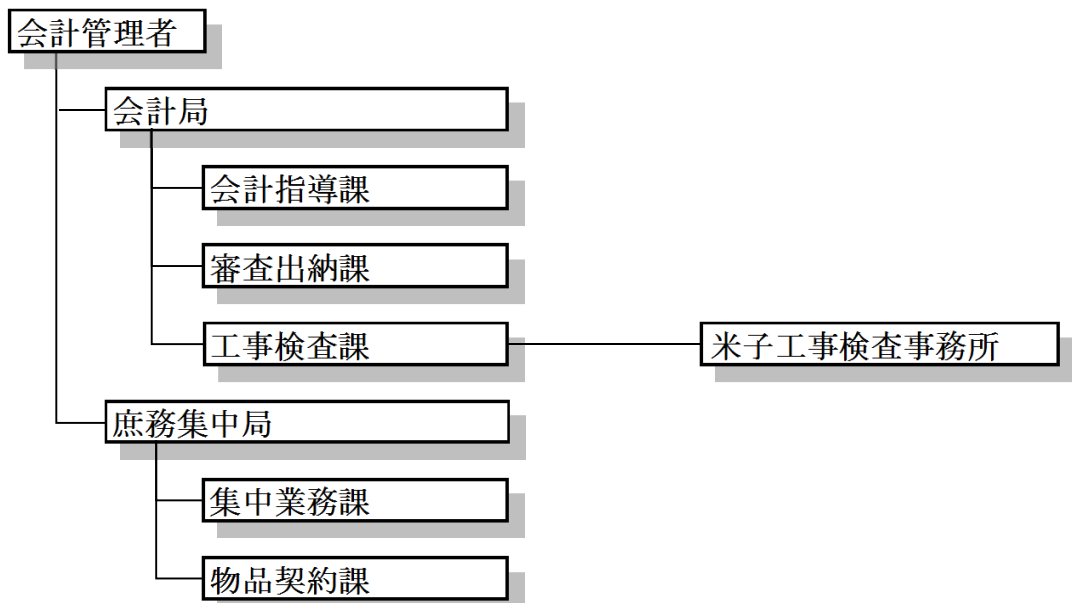 会計管理者
会計局
会計指導課
審査出納課
工事検査課
米子工事検査事務所
庶務集中局
集中業務課
物品契約課